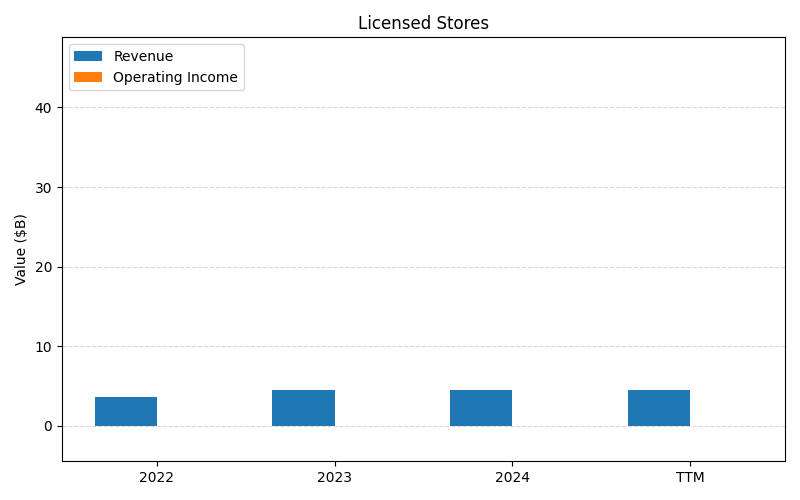 Licensed Stores
Revenue
Operating Income
Value ($B)
40
30
20
10
0
2022 2023 2024 TTM